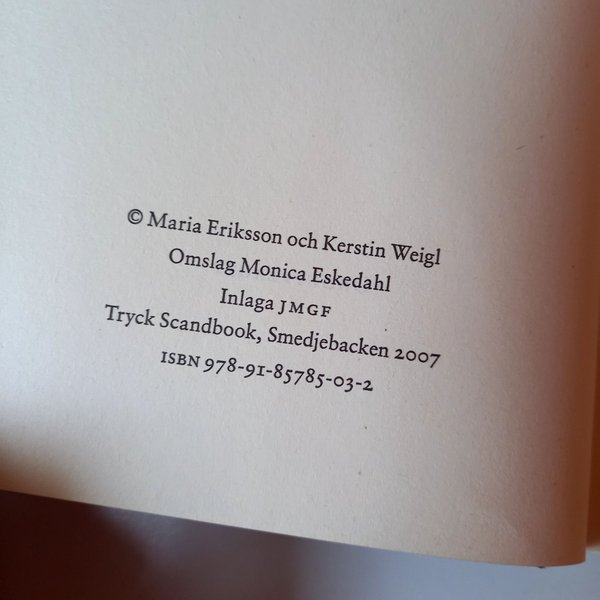 © Maria Eriksson och Kerstin Weigl
Omslag Monica Eskedahl
Inlaga JMGF
Tryck Scandbook, Smedjebacken 2007
ISBN 978-91-85785-03-2